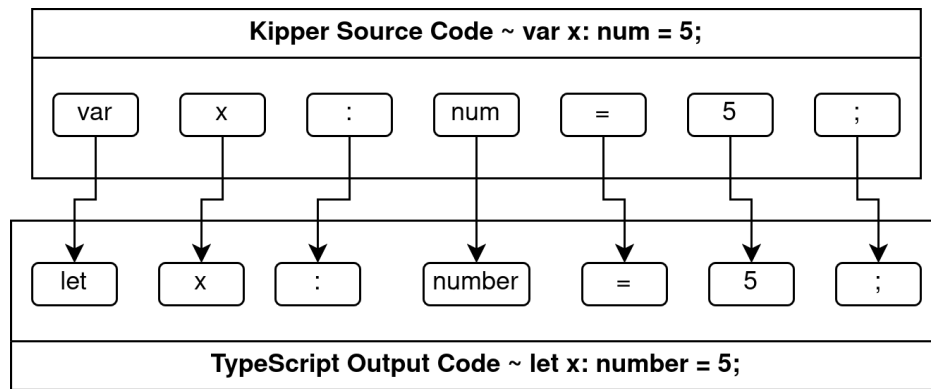 Kipper Source Code ~ var x: num = 5;
var x : num = 5 ;
let x : number = 5 ;
TypeScript Output Code ~ let x: number = 5;